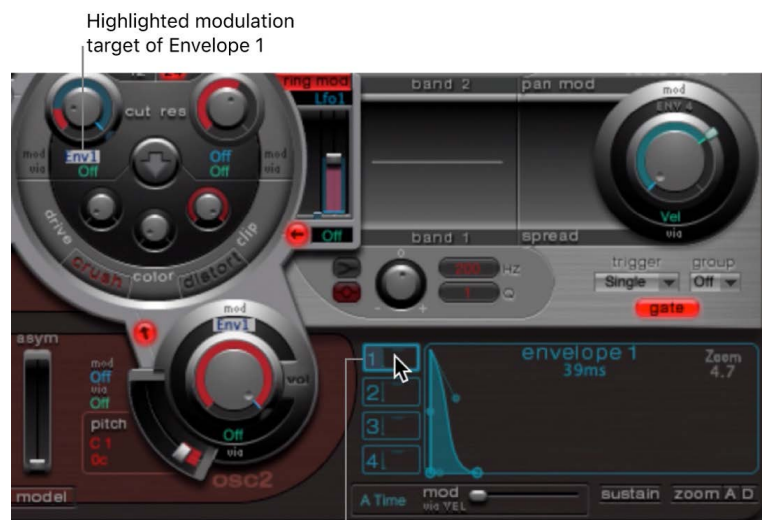 Highlighted modulation
target of Envelope 1
ring mod
band 2
pan mod
mod
ENV 4
Lfo1
cut res
mod
via
Env1
Off
Off
Off
mod
via
Vel
via
drive
clip
crush
color
distort
Off
band 1
spread
0
- +
2000 HZ
1 Q
trigger
group
Single
Off
gate
mod
Env1
vol
Off
via
asym
mod
Off
via
Off
pitch
C 1
0c
osc2
model
1
2
3
4
envelope 1
39ms
Zoom
4.7
A Time
mod
via VEL
sustain
zoom A D